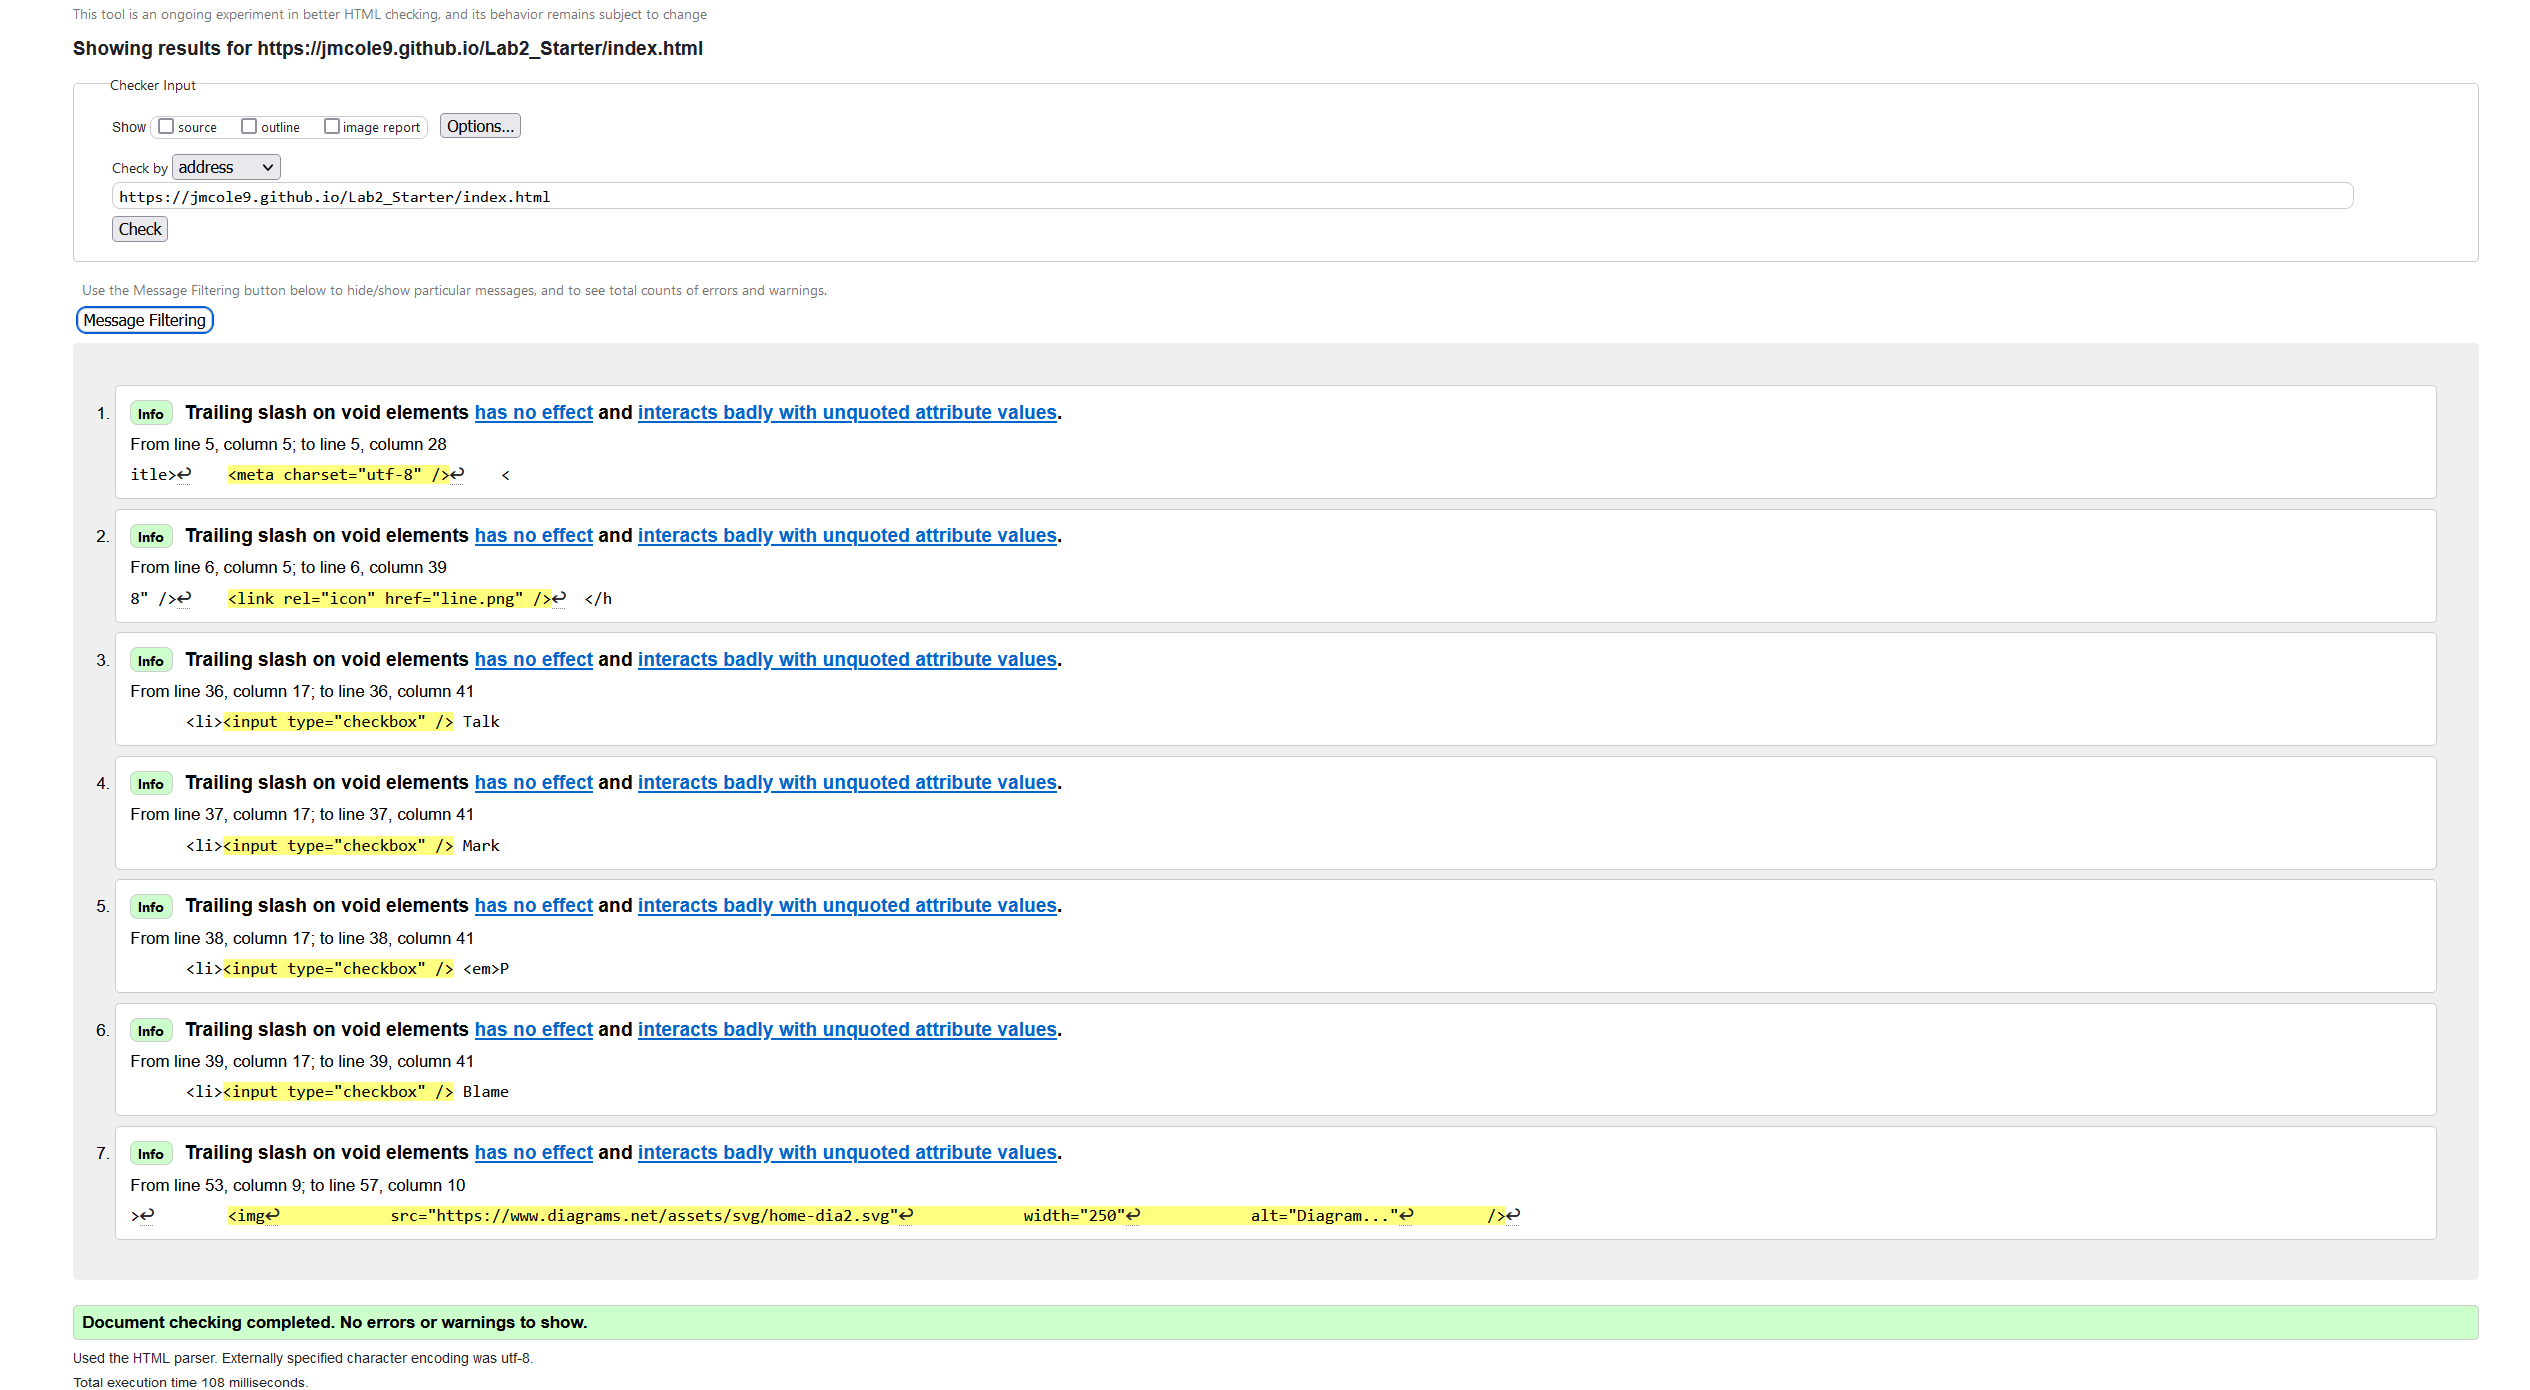 This tool is an ongoing experiment in better HTML checking, and its behavior remains subject to change
Showing results for https://jmcole9.github.io/Lab2_Starter/index.html
Checker Input
Show source outline image report Options...
Check by address
https://jmcole9.github.io/Lab2_Starter/index.html
Check
Use the Message Filtering button below to hide/show particular messages, and to see total counts of errors and warnings.
Message Filtering
1. Info Trailing slash on void elements has no effect and interacts badly with unquoted attribute values.
From line 5, column 5; to line 5, column 28
itle>↩    <meta charset="utf-8" />↩    <
2. Info Trailing slash on void elements has no effect and interacts badly with unquoted attribute values.
From line 6, column 5; to line 6, column 39
8" />↩    <link rel="icon" href="line.png" />↩  </h
3. Info Trailing slash on void elements has no effect and interacts badly with unquoted attribute values.
From line 36, column 17; to line 36, column 41
<li><input type="checkbox" /> Talk
4. Info Trailing slash on void elements has no effect and interacts badly with unquoted attribute values.
From line 37, column 17; to line 37, column 41
<li><input type="checkbox" /> Mark
5. Info Trailing slash on void elements has no effect and interacts badly with unquoted attribute values.
From line 38, column 17; to line 38, column 41
<li><input type="checkbox" /> <em>P
6. Info Trailing slash on void elements has no effect and interacts badly with unquoted attribute values.
From line 39, column 17; to line 39, column 41
<li><input type="checkbox" /> Blame
7. Info Trailing slash on void elements has no effect and interacts badly with unquoted attribute values.
From line 53, column 9; to line 57, column 10
>↩        <img↩            src="https://www.diagrams.net/assets/svg/home-dia2.svg"↩            width="250"↩            alt="Diagram..."↩        />↩
Document checking completed. No errors or warnings to show.
Used the HTML parser. Externally specified character encoding was utf-8.
Total execution time 108 milliseconds.